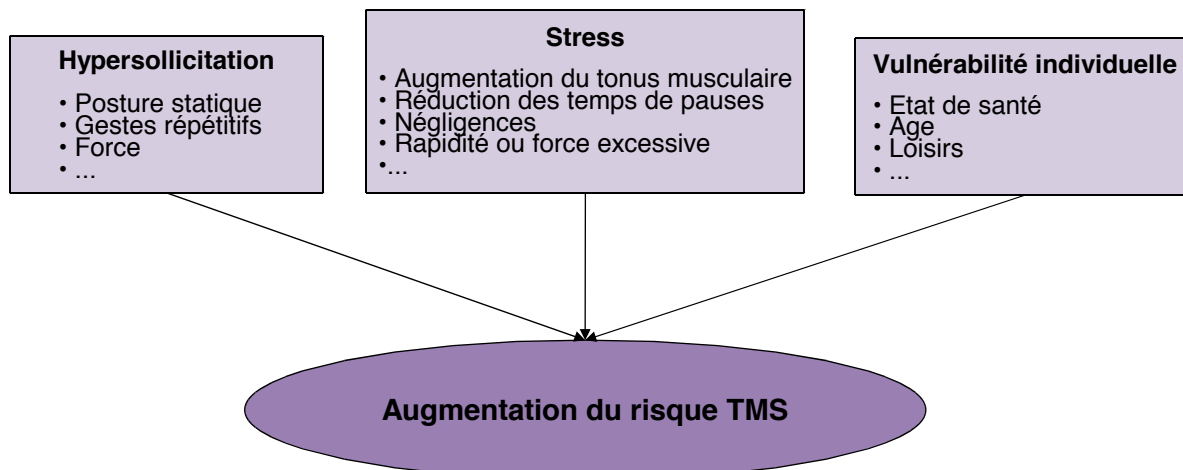 Hypersollicitation
• Posture statique
• Gestes répétitifs
• Force
• ...
Stress
• Augmentation du tonus musculaire
• Réduction des temps de pauses
• Négligences
• Rapidité ou force excessive
•...
Vulnérabilité individuelle
• Etat de santé
• Age
• Loisirs
• ...
Augmentation du risque TMS